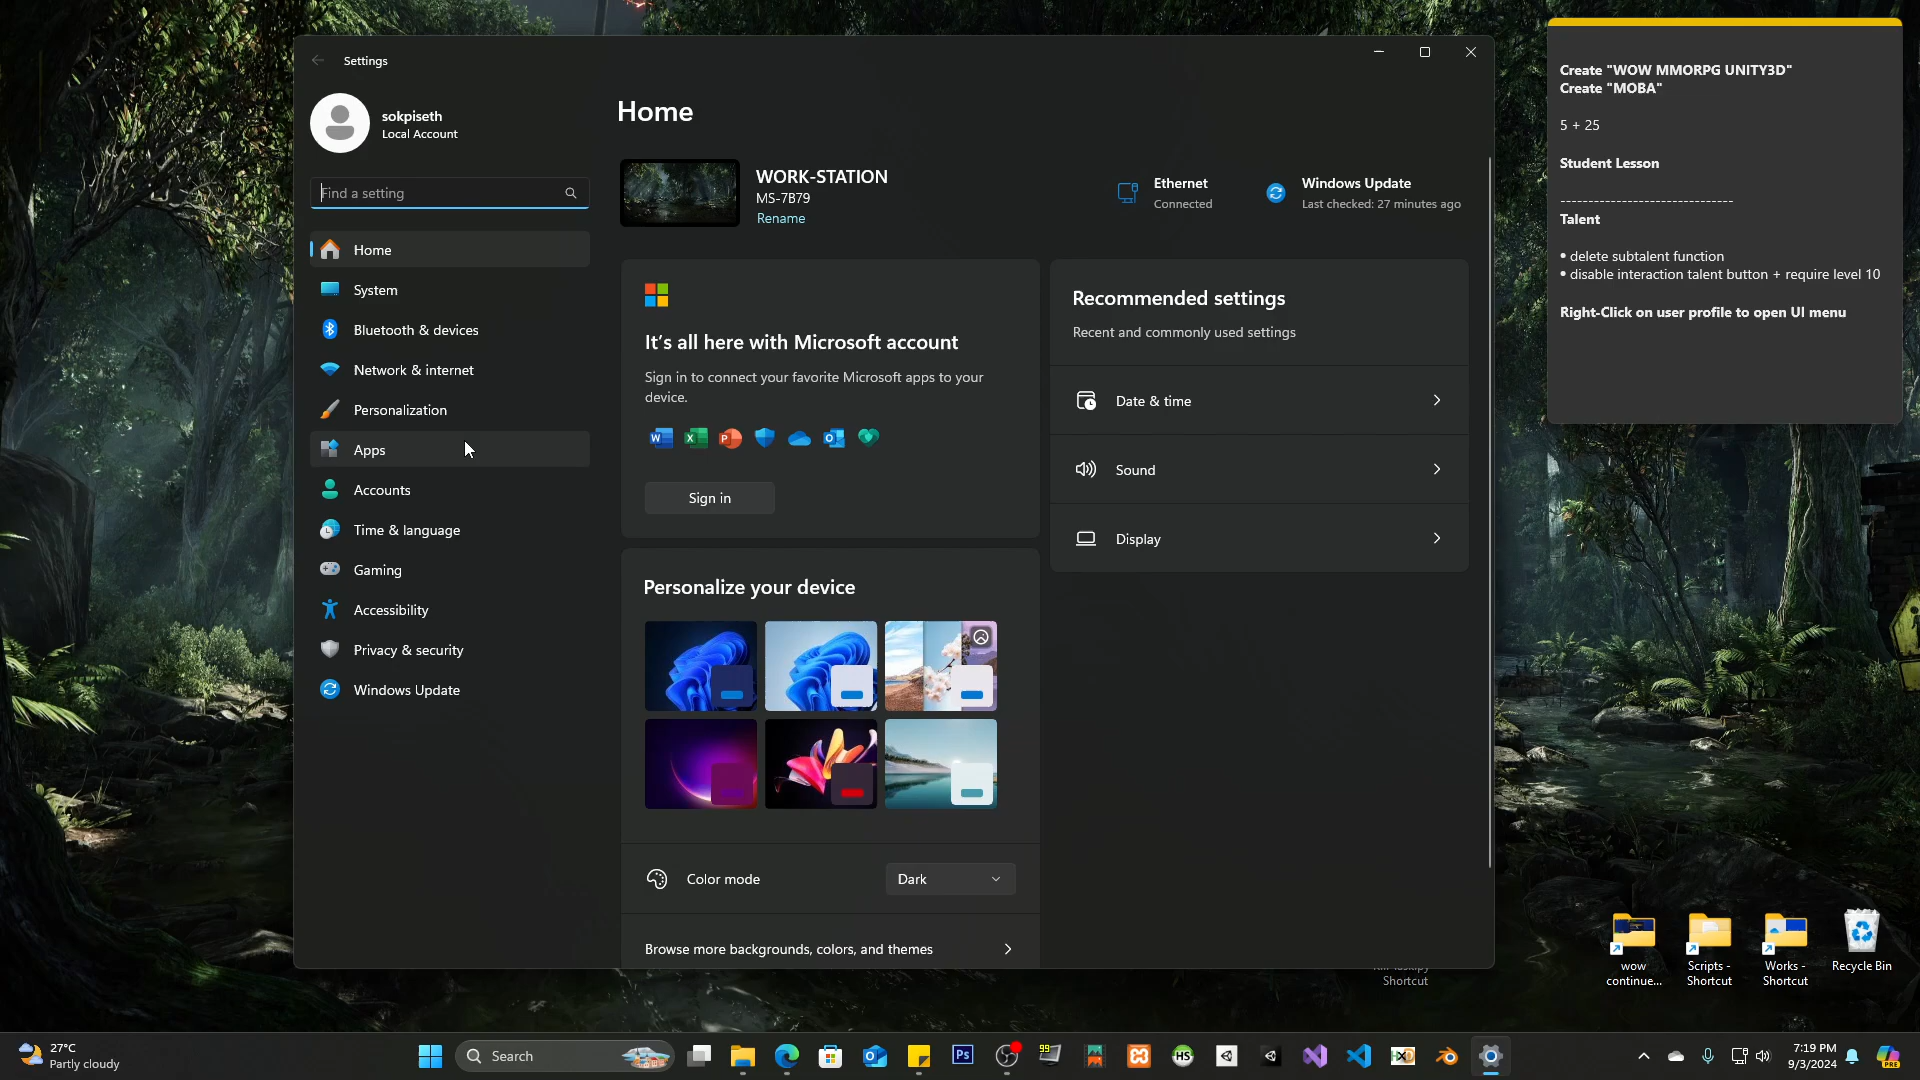 Settings
sokpiseth
Local Account
Find a setting
Home
System
Bluetooth & devices
Network & internet
Personalization
Apps
Accounts
Time & language
Gaming
Accessibility
Privacy & security
Windows Update
Home
WORK-STATION
MS-7B79
Rename
Ethernet
Connected
Windows Update
Last checked: 27 minutes ago
It's all here with Microsoft account
Sign in to connect your favorite Microsoft apps to your
device.
Sign in
Recommended settings
Recent and commonly used settings
Date & time
Sound
Display
Personalize your device
Color mode
Dark
Browse more backgrounds, colors, and themes
Create "WOW MMORPG UNITY3D"
Create "MOBA"
5 + 25
Student Lesson
-------------------------------
Talent
• delete subtalent function
• disable interaction talent button + require level 10
Right-Click on user profile to open UI menu
Shortcut
wow
continue...
Scripts -
Shortcut
Works -
Shortcut
Recycle Bin
27°C
Partly cloudy
Search
Ps
99
HS
7:19 PM
9/3/2024
PRE